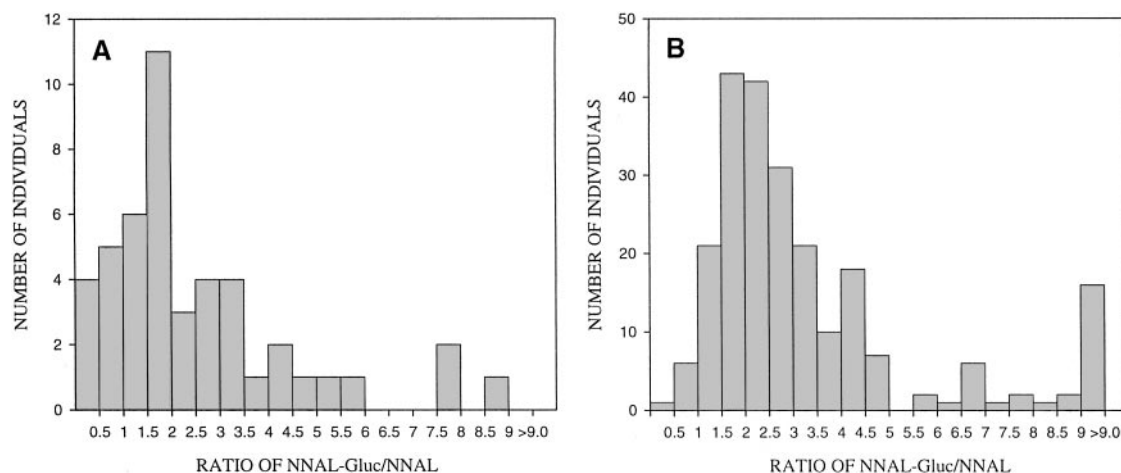 A
NUMBER OF INDIVIDUALS
12
10
8
6
4
2
0
0.5 1 1.5 2 2.5 3 3.5 4 4.5 5 5.5 6 6.5 7 7.5 8 8.5 9 >9.0
RATIO OF NNAL-Gluc/NNAL
B
NUMBER OF INDIVIDUALS
50
40
30
20
10
0
0.5 1 1.5 2 2.5 3 3.5 4 4.5 5 5.5 6 6.5 7 7.5 8 8.5 9 >9.0
RATIO OF NNAL-Gluc/NNAL